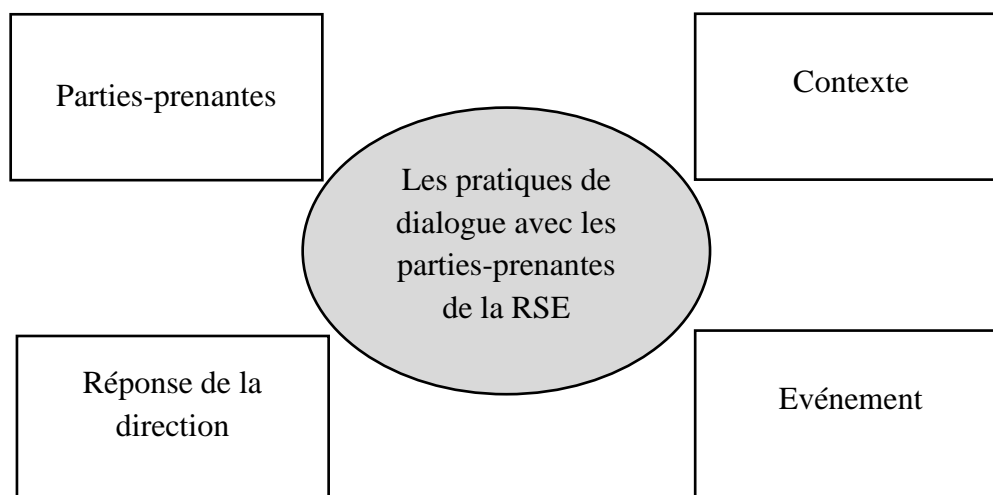 Parties-prenantes
Contexte
Les pratiques de
dialogue avec les
parties-prenantes
de la RSE
Réponse de la
direction
Evénement